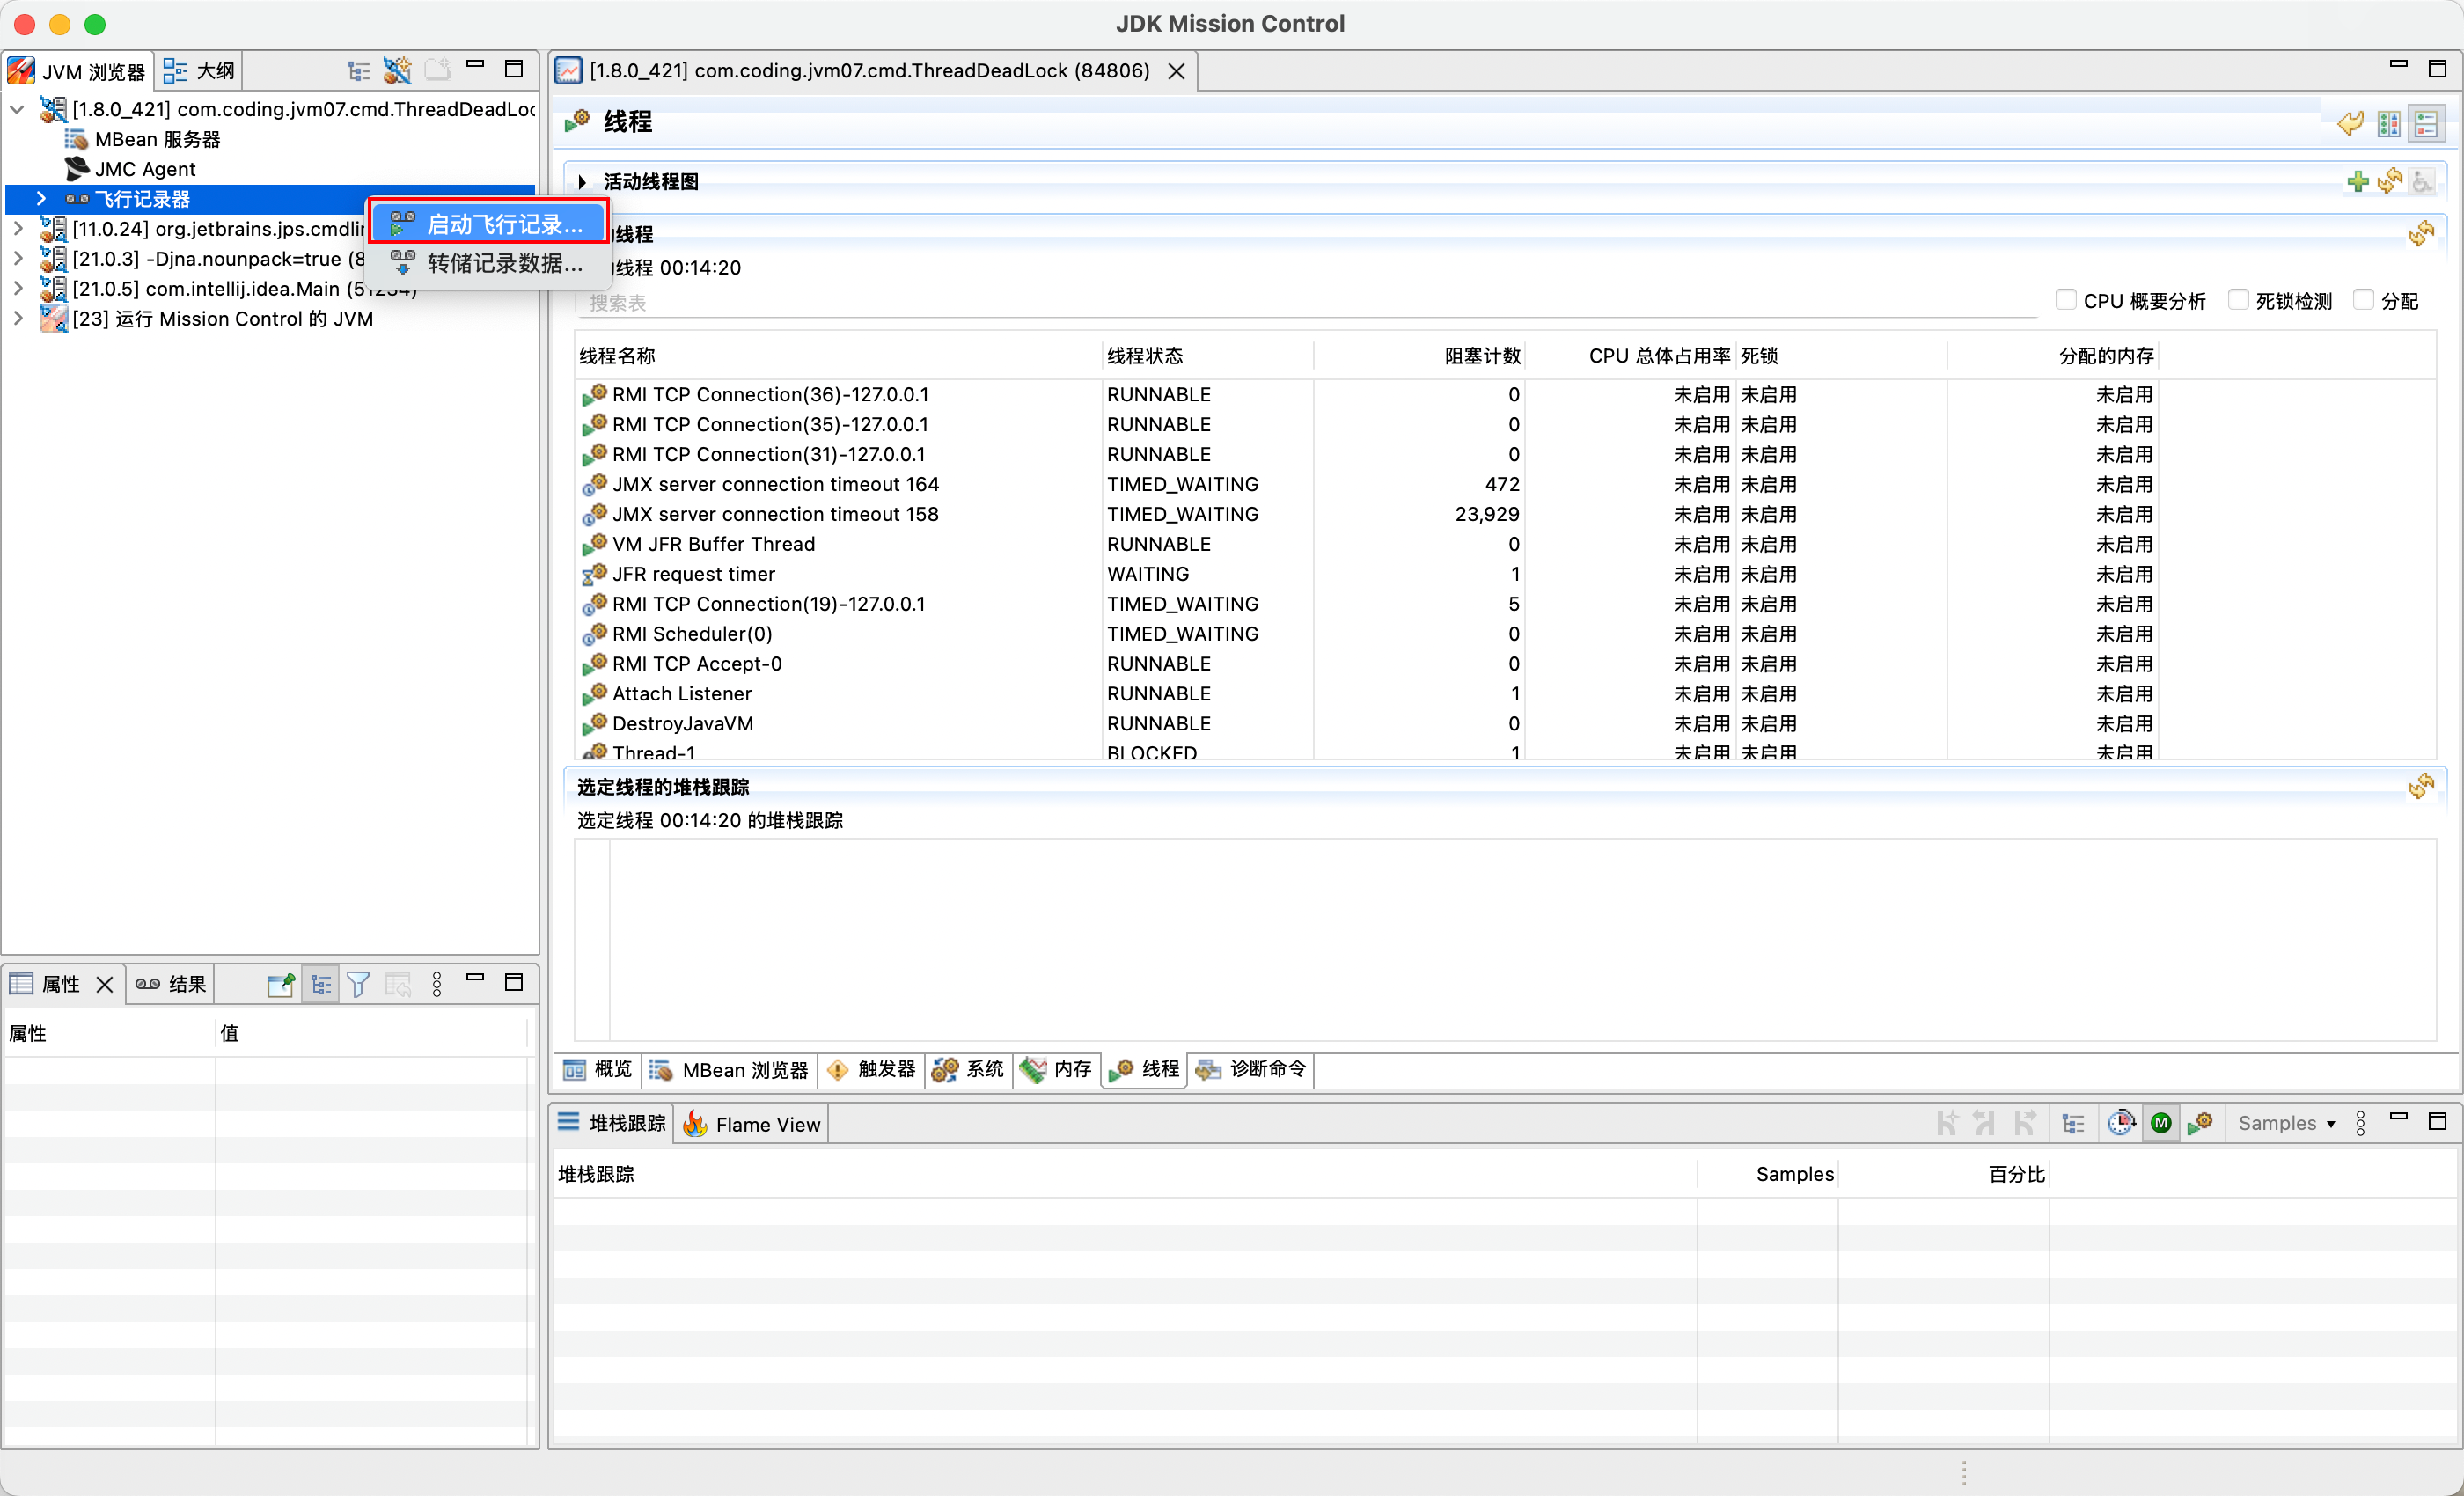 JDK Mission Control
JVM 浏览器
大纲
[1.8.0_421] com.coding.jvm07.cmd.ThreadDeadLoc
MBean 服务器
JMC Agent
飞行记录器
[11.0.24] org.jetbrains.jps.cmdli
[21.0.3] -Djna.nounpack=true (8
[21.0.5] com.intellij.idea.Main (51234)
[23] 运行 Mission Control 的 JVM
启动飞行记录...
转储记录数据...
[1.8.0_421] com.coding.jvm07.cmd.ThreadDeadLock (84806)
线程
活动线程图
线程
线程 00:14:20
搜索表
CPU 概要分析 死锁检测 分配
线程名称 线程状态 阻塞计数 CPU 总体占用率 死锁 分配的内存
RMI TCP Connection(36)-127.0.0.1 RUNNABLE 0 未启用 未启用 未启用
RMI TCP Connection(35)-127.0.0.1 RUNNABLE 0 未启用 未启用 未启用
RMI TCP Connection(31)-127.0.0.1 RUNNABLE 0 未启用 未启用 未启用
JMX server connection timeout 164 TIMED_WAITING 472 未启用 未启用 未启用
JMX server connection timeout 158 TIMED_WAITING 23,929 未启用 未启用 未启用
VM JFR Buffer Thread RUNNABLE 0 未启用 未启用 未启用
JFR request timer WAITING 1 未启用 未启用 未启用
RMI TCP Connection(19)-127.0.0.1 TIMED_WAITING 5 未启用 未启用 未启用
RMI Scheduler(0) TIMED_WAITING 0 未启用 未启用 未启用
RMI TCP Accept-0 RUNNABLE 0 未启用 未启用 未启用
Attach Listener RUNNABLE 1 未启用 未启用 未启用
DestroyJavaVM RUNNABLE 0 未启用 未启用 未启用
Thread-1 BLOCKED 1 未启用 未启用 未启用
选定线程的堆栈跟踪
选定线程 00:14:20 的堆栈跟踪
概览 MBean 浏览器 触发器 系统 内存 线程 诊断命令
属性 结果
属性 值
堆栈跟踪 Flame View Samples
堆栈跟踪 Samples 百分比